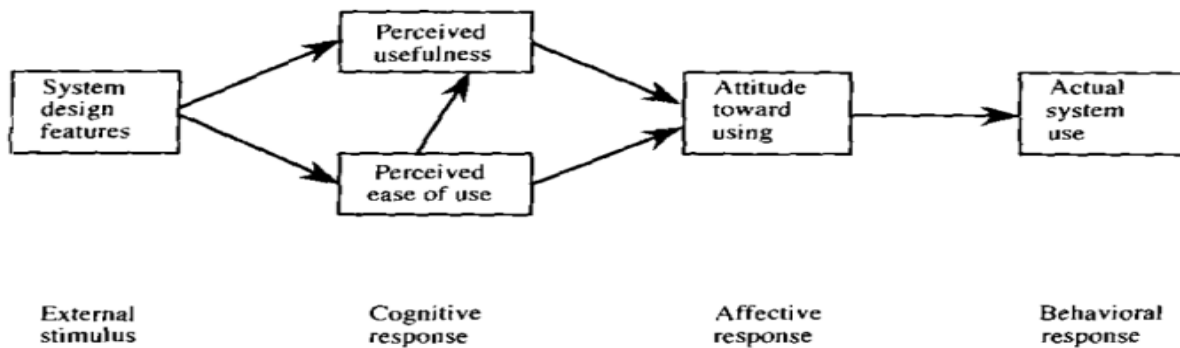 System
design
features
Perceived
usefulness
Perceived
ease of use
Attitude
toward
using
Actual
system
use
External
stimulus
Cognitive
response
Affective
response
Behavioral
response